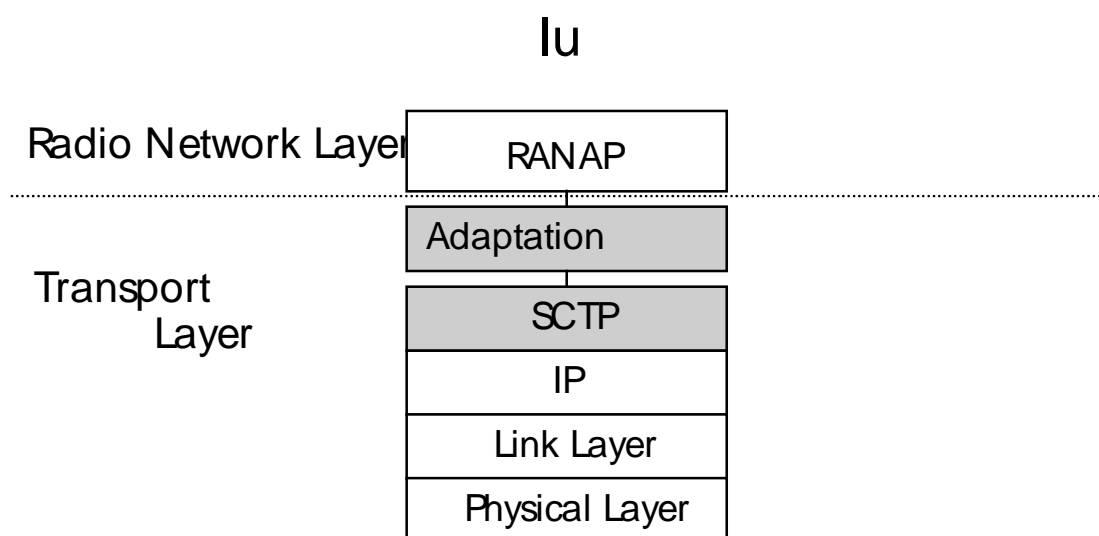 Iu
Radio Network Layer
RANAP
Adaptation
Transport
Layer
SCTP
IP
Link Layer
Physical Layer